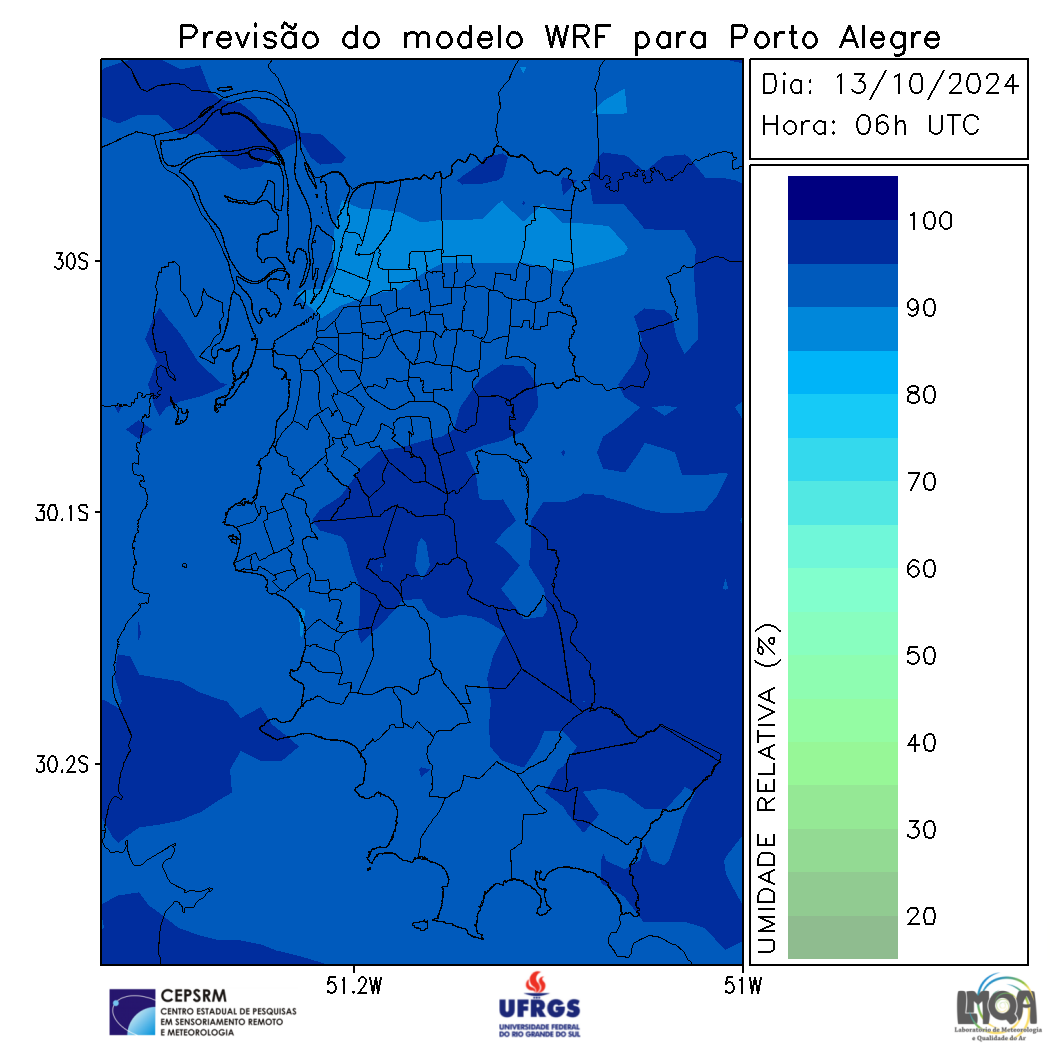 Previsão do modelo WRF para Porto Alegre
Dia: 13/10/2024
Hora: 06h UTC
30S
30.1S
30.2S
51.2W
51W
100
90
80
70
60
50
40
30
20
UMIDADE RELATIVA (%)
CEPSRM
CENTRO ESTADUAL DE PESQUISAS
EM SENSORIAMENTO REMOTO
E METEOROLOGIA
UFRGS
UNIVERSIDADE FEDERAL
DO RIO GRANDE DO SUL
LMQA
Laboratório de Meteorologia
e Qualidade do Ar